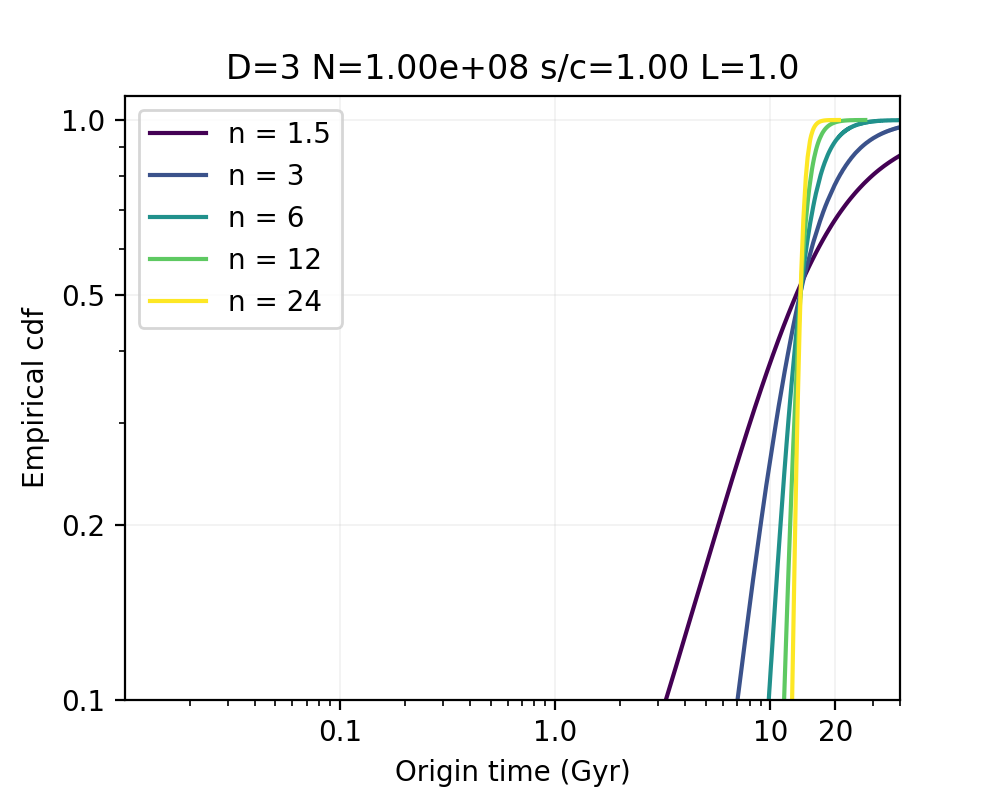 D=3 N=1.00e+08 s/c=1.00 L=1.0
n = 1.5
n = 3
n = 6
n = 12
n = 24
Empirical cdf
1.0
0.5
0.2
0.1
0.1 1.0 10 20
Origin time (Gyr)